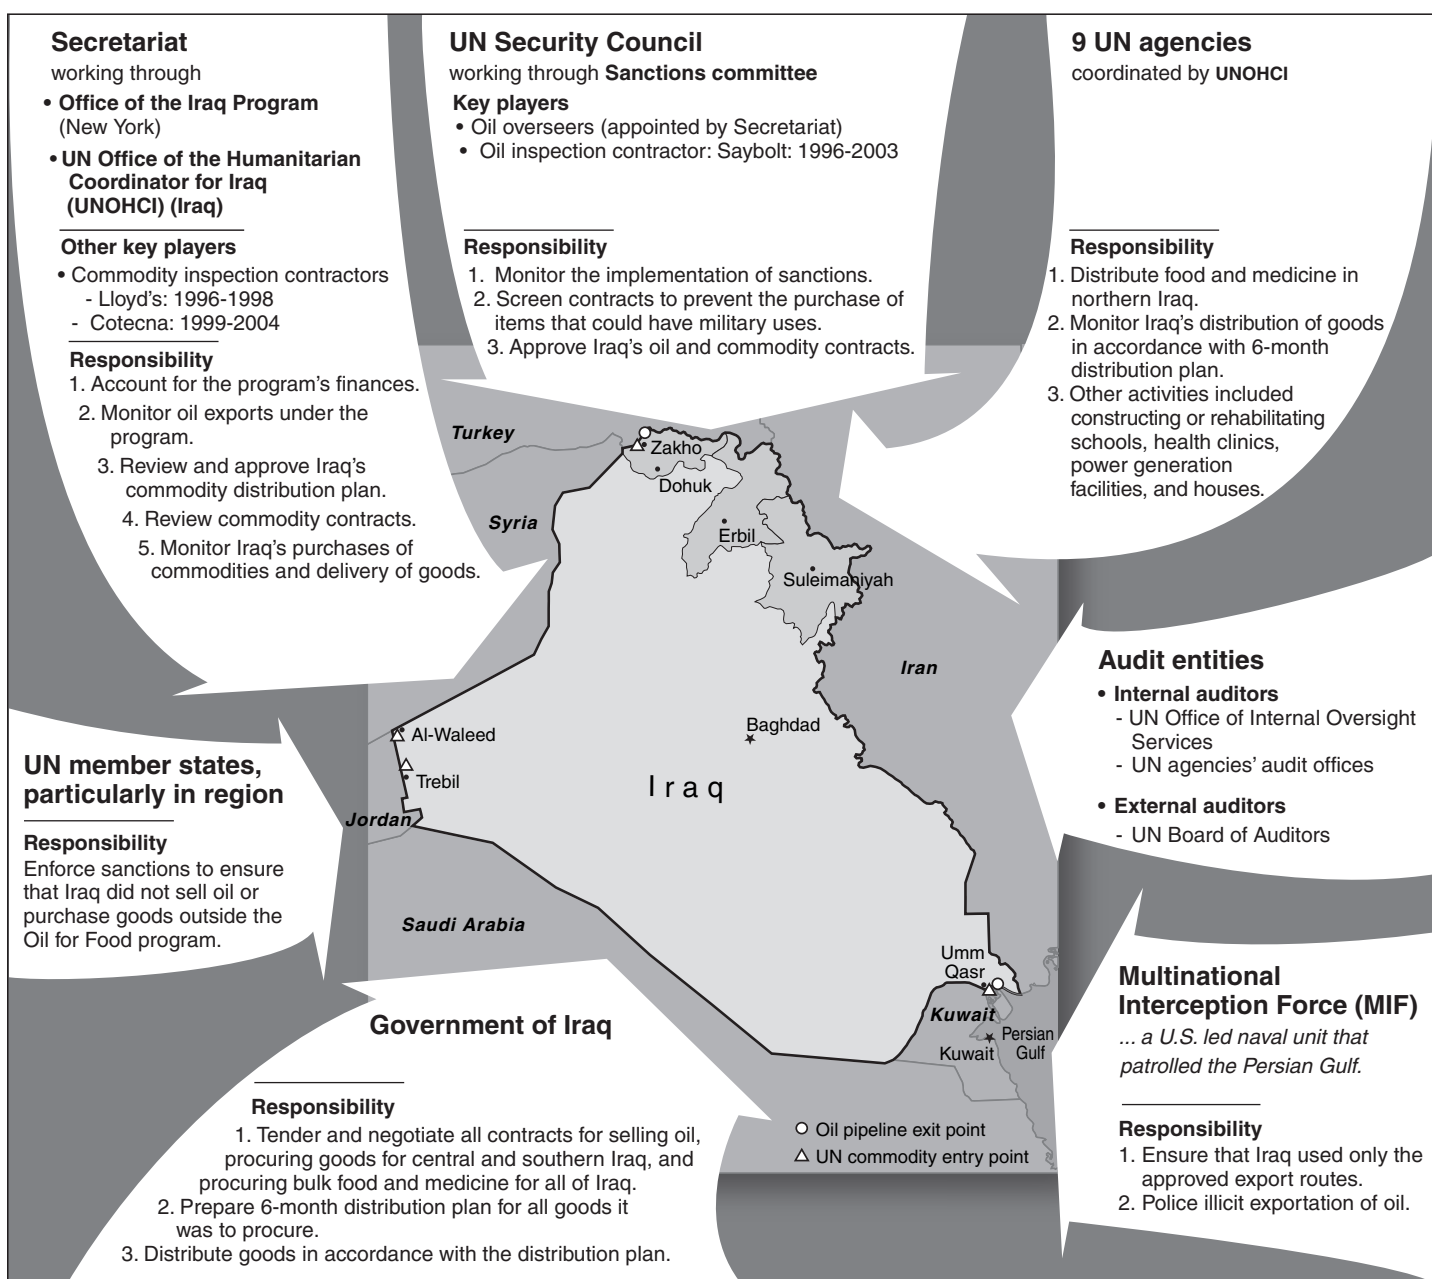 Secretariat
working through
• Office of the Iraq Program
(New York)
• UN Office of the Humanitarian
Coordinator for Iraq
(UNOHCI) (Iraq)
Other key players
• Commodity inspection contractors
- Lloyd's: 1996-1998
- Cotecna: 1999-2004
Responsibility
1. Account for the program's finances.
2. Monitor oil exports under the
program.
3. Review and approve Iraq's
commodity distribution plan.
4. Review commodity contracts.
5. Monitor Iraq's purchases of
commodities and delivery of goods.
UN Security Council
working through Sanctions committee
Key players
• Oil overseers (appointed by Secretariat)
• Oil inspection contractor: Saybolt: 1996-2003
Responsibility
1. Monitor the implementation of sanctions.
2. Screen contracts to prevent the purchase of
items that could have military uses.
3. Approve Iraq's oil and commodity contracts.
9 UN agencies
coordinated by UNOHCI
Responsibility
1. Distribute food and medicine in
northern Iraq.
2. Monitor Iraq's distribution of goods
in accordance with 6-month
distribution plan.
3. Other activities included
constructing or rehabilitating
schools, health clinics,
power generation
facilities, and houses.
Turkey
Zakho
Dohuk
Syria
Erbil
Suleimaniyah
Iran
Baghdad
Al-Waleed
Iraq
Trebil
Jordan
Saudi Arabia
Umm
Qasr
Kuwait
Kuwait
Persian
Gulf
Audit entities
• Internal auditors
- UN Office of Internal Oversight
Services
- UN agencies' audit offices
• External auditors
- UN Board of Auditors
UN member states,
particularly in region
Responsibility
Enforce sanctions to ensure
that Iraq did not sell oil or
purchase goods outside the
Oil for Food program.
Multinational
Interception Force (MIF)
... a U.S. led naval unit that
patrolled the Persian Gulf.
Responsibility
1. Ensure that Iraq used only the
approved export routes.
2. Police illicit exportation of oil.
Government of Iraq
Responsibility
1. Tender and negotiate all contracts for selling oil,
procuring goods for central and southern Iraq, and
procuring bulk food and medicine for all of Iraq.
2. Prepare 6-month distribution plan for all goods it
was to procure.
3. Distribute goods in accordance with the distribution plan.
Oil pipeline exit point
UN commodity entry point